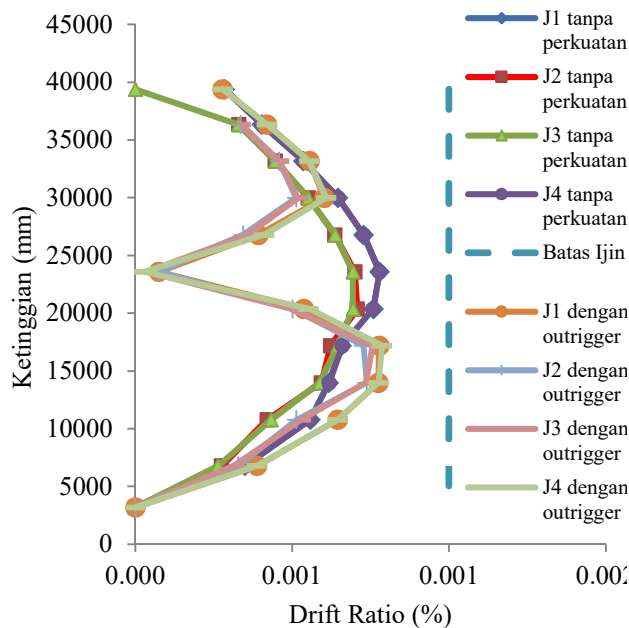 45000
40000
35000
30000
25000
20000
15000
10000
5000
0
Ketinggian (mm)
0.000
0.001
0.001
0.002
Drift Ratio (%)
J1 tanpa
perkuatan
J2 tanpa
perkuatan
J3 tanpa
perkuatan
J4 tanpa
perkuatan
Batas Ijin
J1 dengan
outrigger
J2 dengan
outrigger
J3 dengan
outrigger
J4 dengan
outrigger